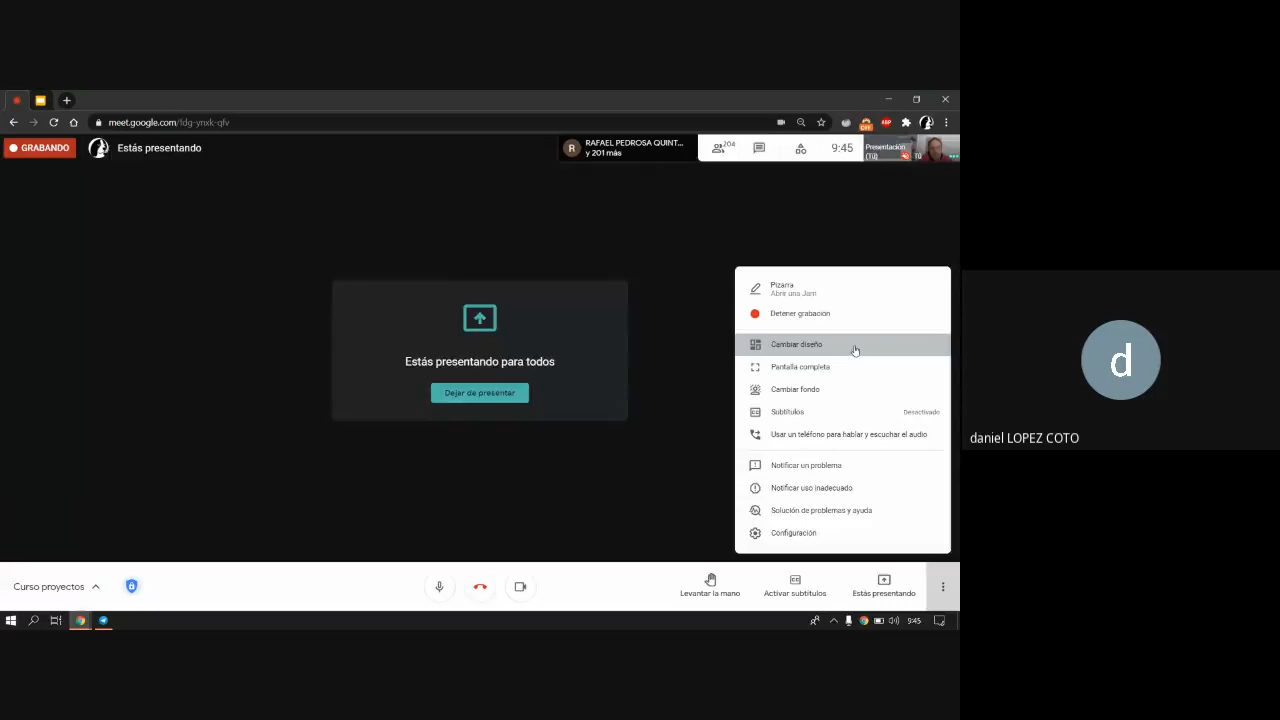 meet.google.com/fdg-ynxk-qfv
GRABANDO
Estás presentando
R
RAFAEL PEDROSA QUINT...
y 201 más
204
9:45
Presentación
(Tú)
Tú
Estás presentando para todos
Dejar de presentar
Pizarra
Abrir una Jam
Detener grabación
Cambiar diseño
Pantalla completa
Cambiar fondo
Subtítulos
Desactivado
Usar un teléfono para hablar y escuchar el audio
Notificar un problema
Notificar uso inadecuado
Solución de problemas y ayuda
Configuración
d
daniel LOPEZ COTO
Curso proyectos
Levantar la mano
Activar subtítulos
Estás presentando
9:45